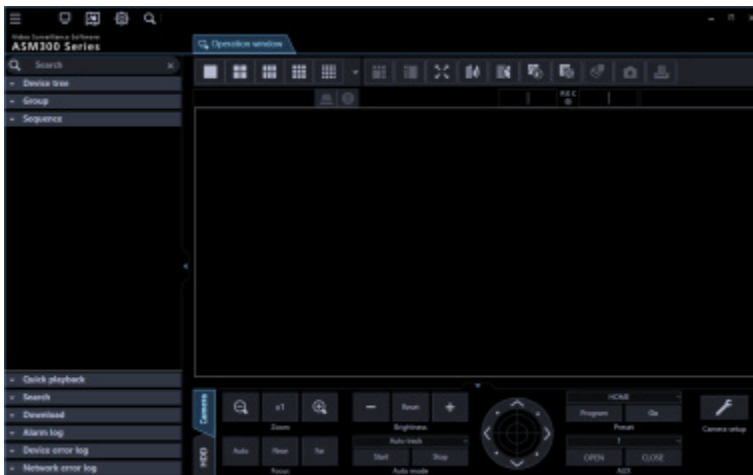 Video Surveillance Software
ASM300 Series
Operation window
Search
Device tree
Group
Sequence
REC
Quick playback
Search
Download
Alarm log
Device error log
Network error log
Camera
HDD
x1
Zoom
Auto
Near
Far
Focus
Reset
Brightness
Auto track
Start
Stop
Auto mode
HOME
Program
Go
Preset
1
OPEN
CLOSE
AUX
Camera setup